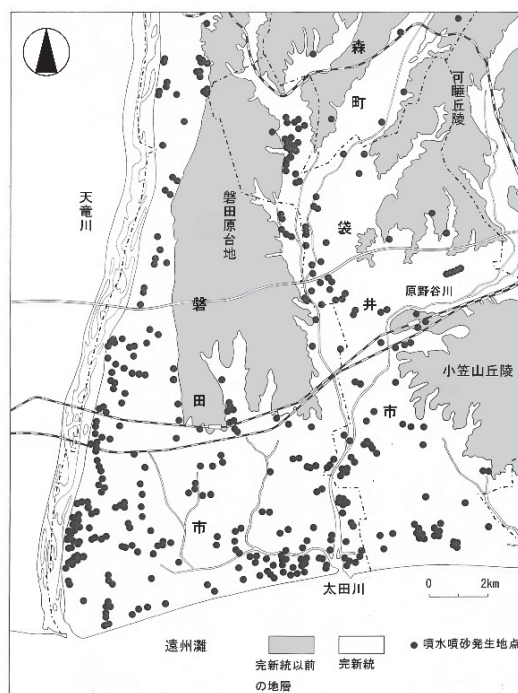 森
町
可睡丘陵
天竜川
磐田原台地
袋
井
市
原野谷川
磐
田
市
小笠山丘陵
太田川
0 2km
遠州灘
完新統以前
の地層
完新統
噴水噴砂発生地点